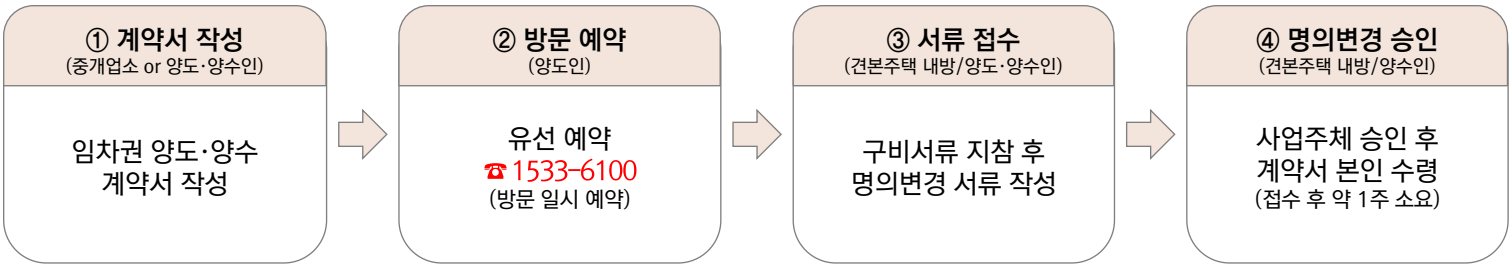 ① 계약서 작성
(중개업소 or 양도·양수인)
임차권 양도·양수
계약서 작성
② 방문 예약
(양도인)
유선 예약
☎ 1533-6100
(방문 일시 예약)
③ 서류 접수
(견본주택 내방/양도·양수인)
구비서류 지참 후
명의변경 서류 작성
④ 명의변경 승인
(견본주택 내방/양수인)
사업주체 승인 후
계약서 본인 수령
(접수 후 약 1주 소요)